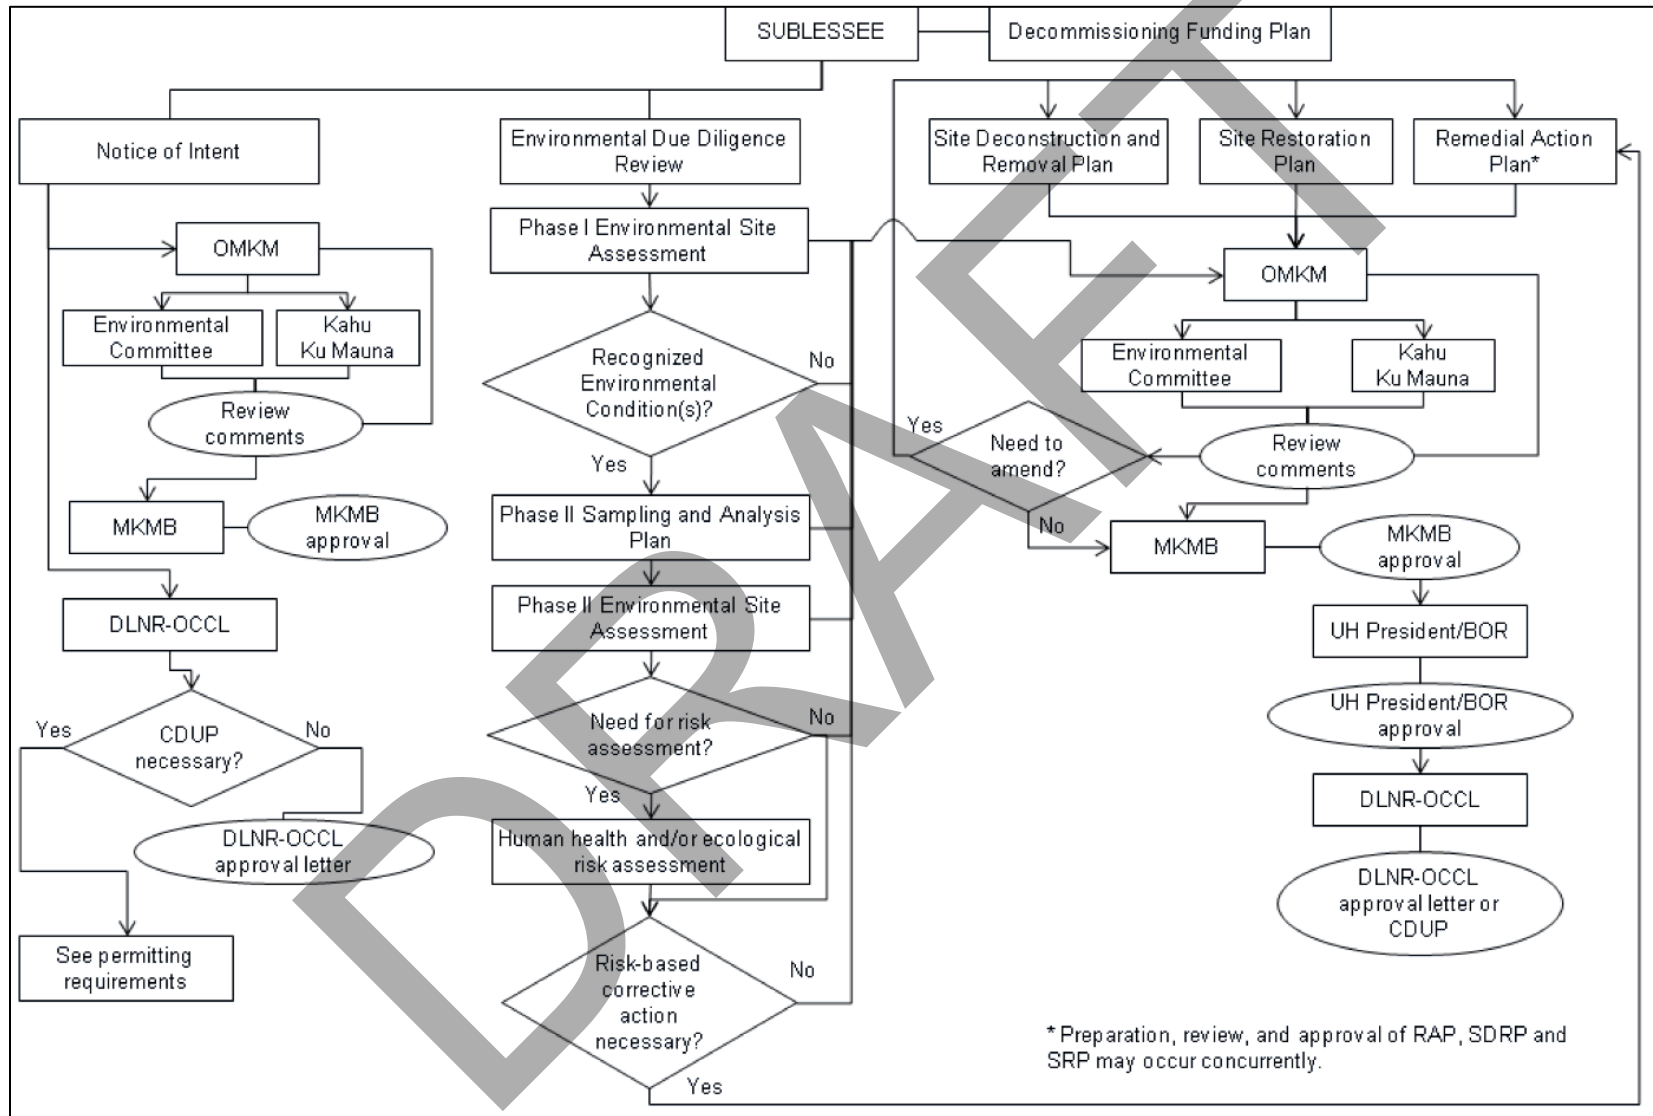 SUBLESSEE
Decommissioning Funding Plan
Notice of Intent
OMKM
Environmental
Committee
Kahu
Ku Mauna
Review
comments
MKMB
MKMB
approval
DLNR-OCCL
Yes
CDUP
necessary?
No
DLNR-OCCL
approval letter
See permitting
requirements
Environmental Due Diligence
Review
Phase I Environmental Site
Assessment
Recognized
Environmental
Condition(s)?
No
Yes
Phase II Sampling and Analysis
Plan
Phase II Environmental Site
Assessment
Need for risk
assessment?
No
Yes
Human health and/or ecological
risk assessment
Risk-based
corrective
action
necessary?
No
Yes
Site Deconstruction and
Removal Plan
Site Restoration
Plan
Remedial Action
Plan*
OMKM
Environmental
Committee
Kahu
Ku Mauna
Yes
Need to
amend?
Review
comments
No
MKMB
MKMB
approval
UH President/BOR
UH President/BOR
approval
DLNR-OCCL
DLNR-OCCL
approval letter or
CDUP
* Preparation, review, and approval of RAP, SDRP and
SRP may occur concurrently.
DRAFT